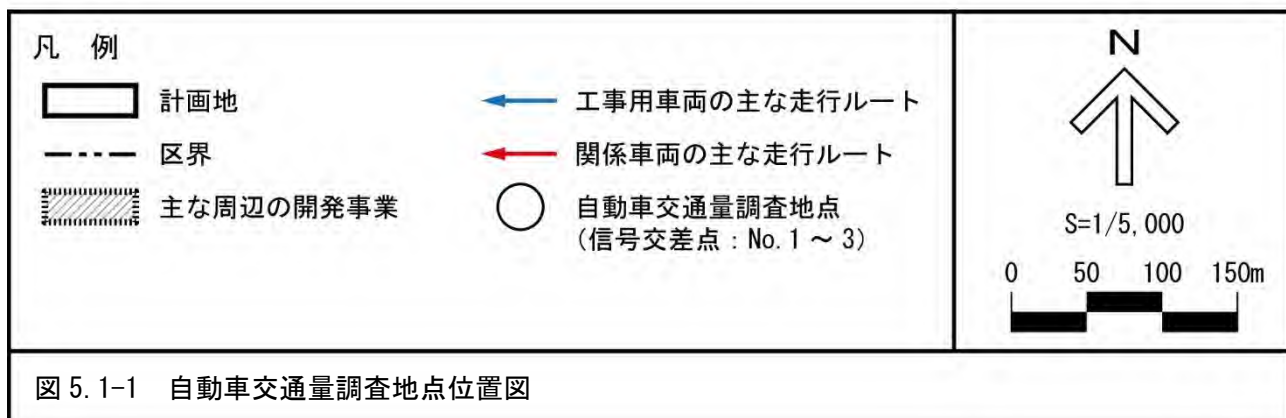 凡 例
計画地
区界
主な周辺の開発事業
工事用車両の主な走行ルート
関係車両の主な走行ルート
自動車交通量調査地点
(信号交差点:No.1 ~ 3)
N
S=1/5,000
0 50 100 150m
図 5.1-1 自動車交通量調査地点位置図